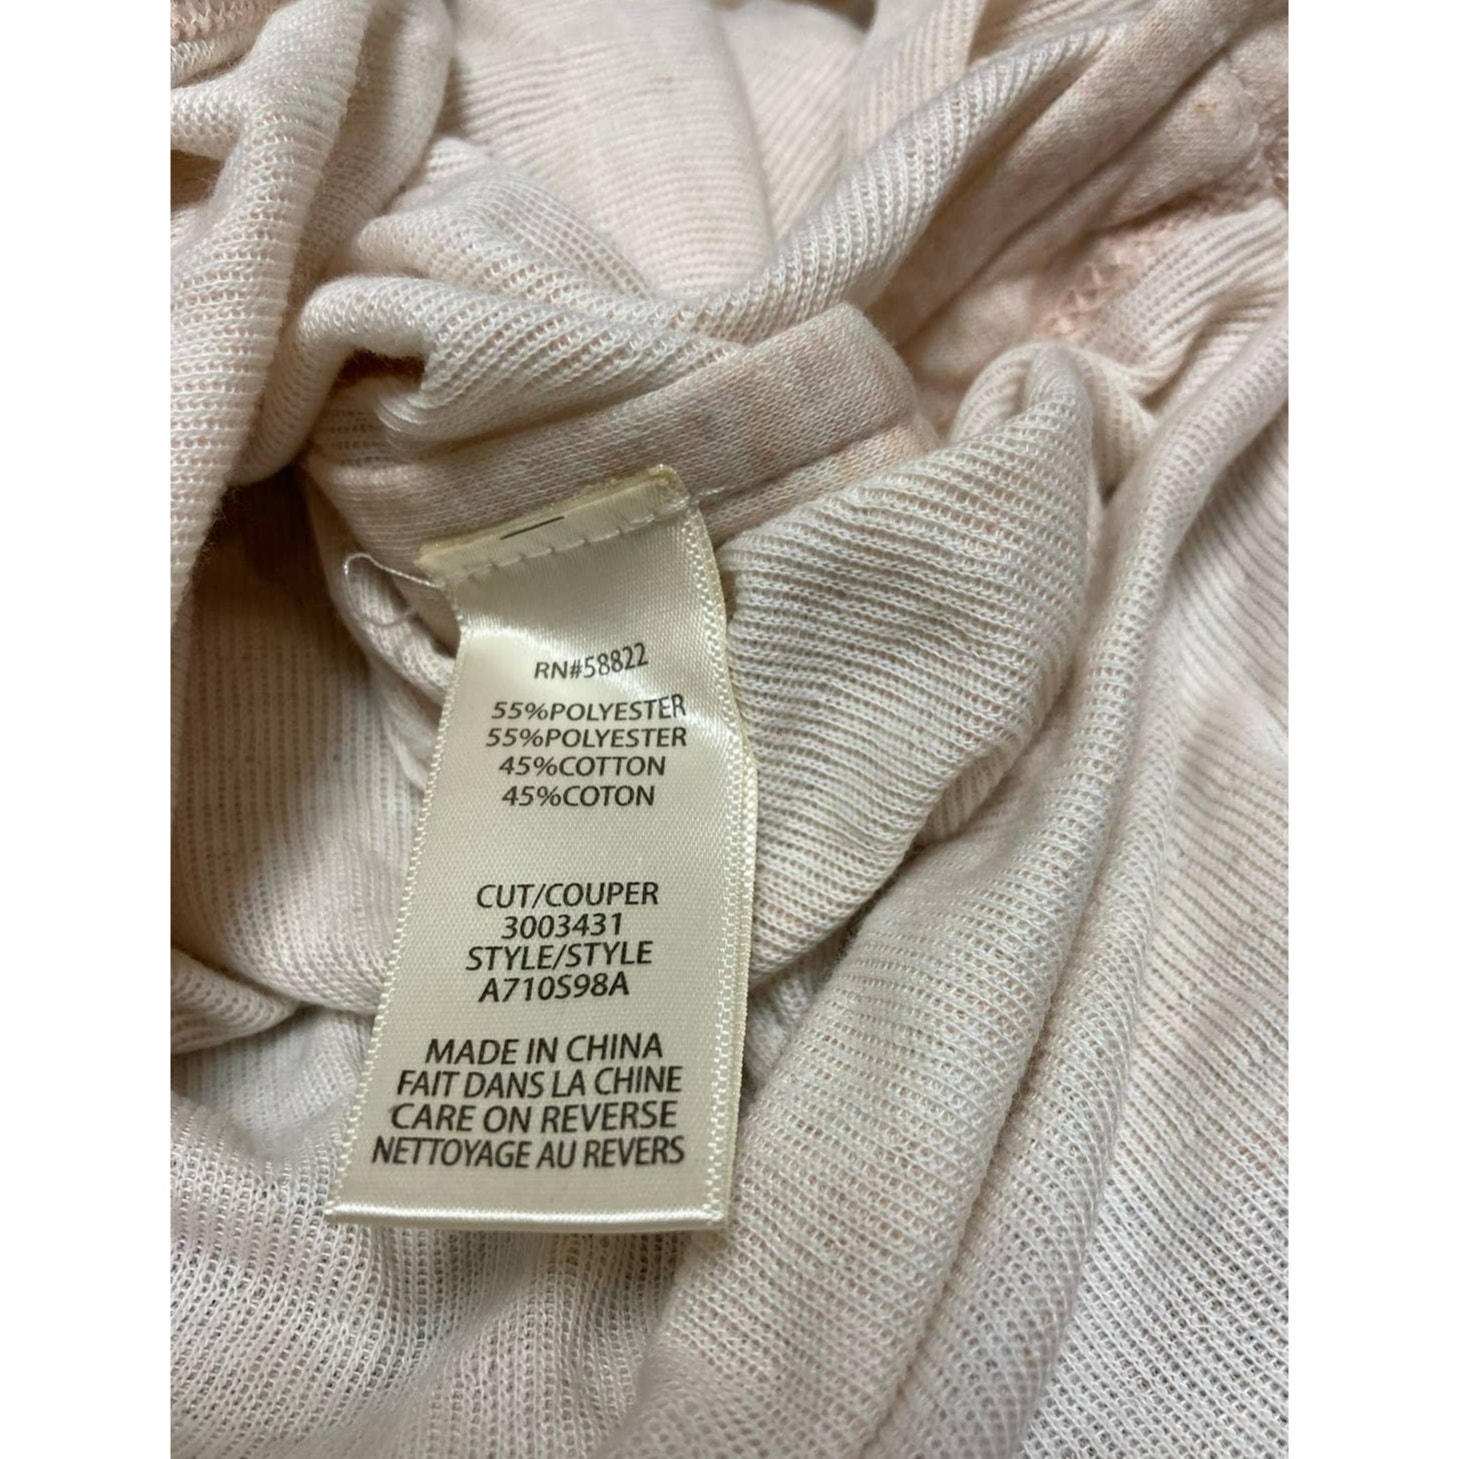 RN#58822
55%POLYESTER
55%POLYESTER
45%COTTON
45%COTON
CUT/COUPER
3003431
STYLE/STYLE
A710S98A
MADE IN CHINA
FAIT DANS LA CHINE
CARE ON REVERSE
NETTOYAGE AU REVERS